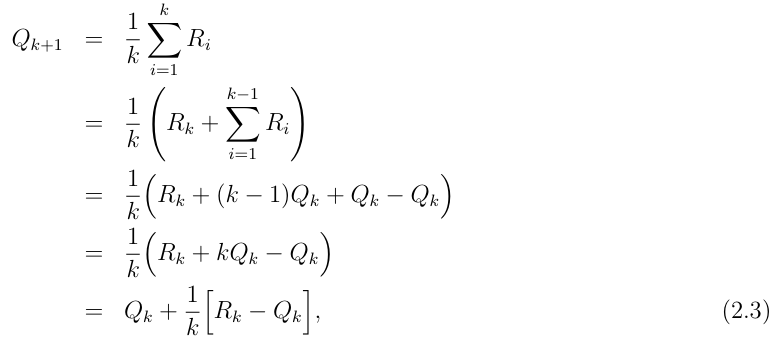 Q_{k+1} = \frac{1}{k} \sum_{i=1}^{k} R_i
= \frac{1}{k} \left( R_k + \sum_{i=1}^{k-1} R_i \right)
= \frac{1}{k} \Big( R_k + (k-1)Q_k + Q_k - Q_k \Big)
= \frac{1}{k} \Big( R_k + kQ_k - Q_k \Big)
= Q_k + \frac{1}{k} \Big[ R_k - Q_k \Big], (2.3)